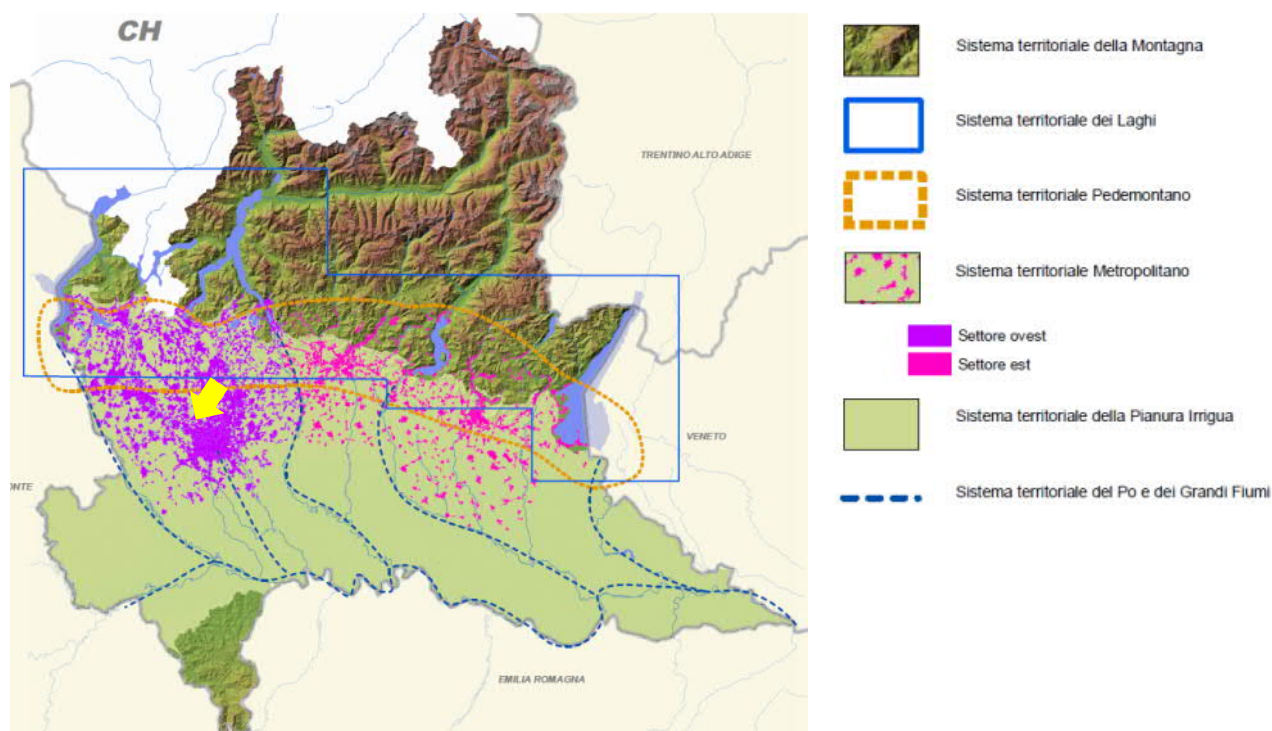 CH
TRENTINO ALTO ADIGE
VENETO
ONTE
EMILIA ROMAGNA
Sistema territoriale della Montagna
Sistema territoriale dei Laghi
Sistema territoriale Pedemontano
Sistema territoriale Metropolitano
Settore ovest
Settore est
Sistema territoriale della Pianura Irrigua
Sistema territoriale del Po e dei Grandi Fiumi